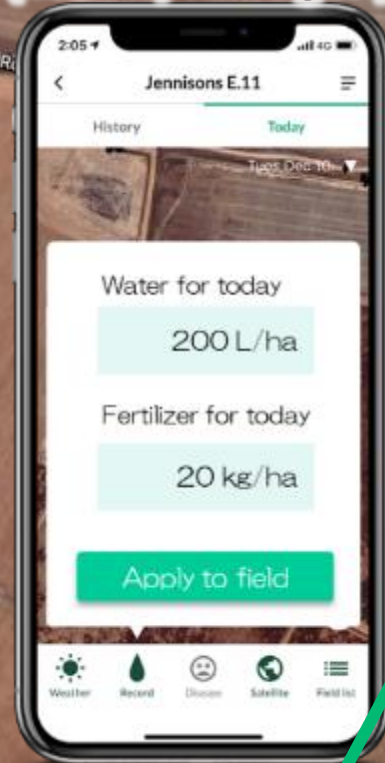 2:05
4G
Jennisons E.11
History
Today
Tues, Dec 10
Water for today
200 L/ha
Fertilizer for today
20 kg/ha
Apply to field
Weather
Record
Disease
Satellite
Field list